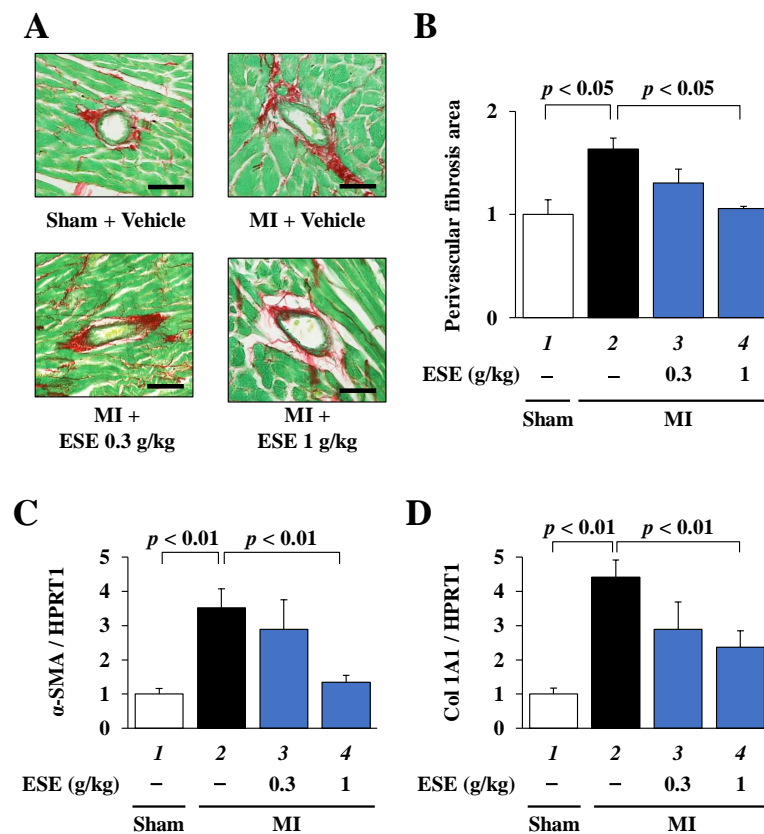 A
Sham + Vehicle
MI + Vehicle
MI +
ESE 0.3 g/kg
MI +
ESE 1 g/kg
B
p < 0.05
p < 0.05
Perivascular fibrosis area
2
1
0
1 2 3 4
ESE (g/kg) – – 0.3 1
Sham MI
C
p < 0.01
p < 0.01
α-SMA / HPRT1
5
4
3
2
1
0
1 2 3 4
ESE (g/kg) – – 0.3 1
Sham MI
D
p < 0.01
p < 0.01
Col 1A1 / HPRT1
5
4
3
2
1
0
1 2 3 4
ESE (g/kg) – – 0.3 1
Sham MI